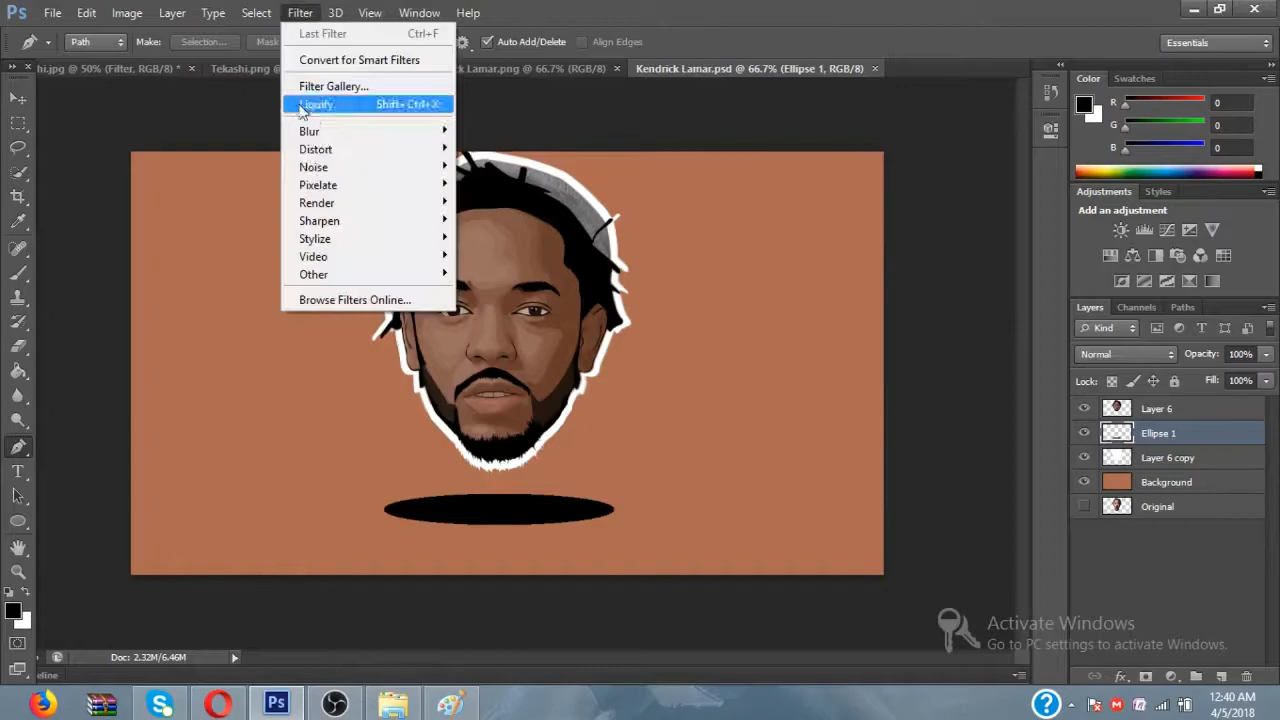 Ps File Edit Image Layer Type Select Filter 3D View Window Help
Path Make: Selection... Mask Auto Add/Delete Align Edges Essentials
hi.jpg @ 50% (Filter, RGB/8) * × Tekashi.png @ 66.7% k Lamar.png @ 66.7% (RGB/8) × Kendrick Lamar.psd @ 66.7% (Ellipse 1, RGB/8) ×
Last Filter Ctrl+F
Convert for Smart Filters
Filter Gallery...
Liquify... Shift+Ctrl+X
Blur
Distort
Noise
Pixelate
Render
Sharpen
Stylize
Video
Other
Browse Filters Online...
Color Swatches
R 0
G 0
B 0
Adjustments Styles
Add an adjustment
Layers Channels Paths
Kind
Normal Opacity: 100%
Lock: Fill: 100%
Layer 6
Ellipse 1
Layer 6 copy
Background
Original
Activate Windows
Go to PC settings to activate Windows.
Doc: 2.32M/6.46M
eline
12:40 AM
4/5/2018